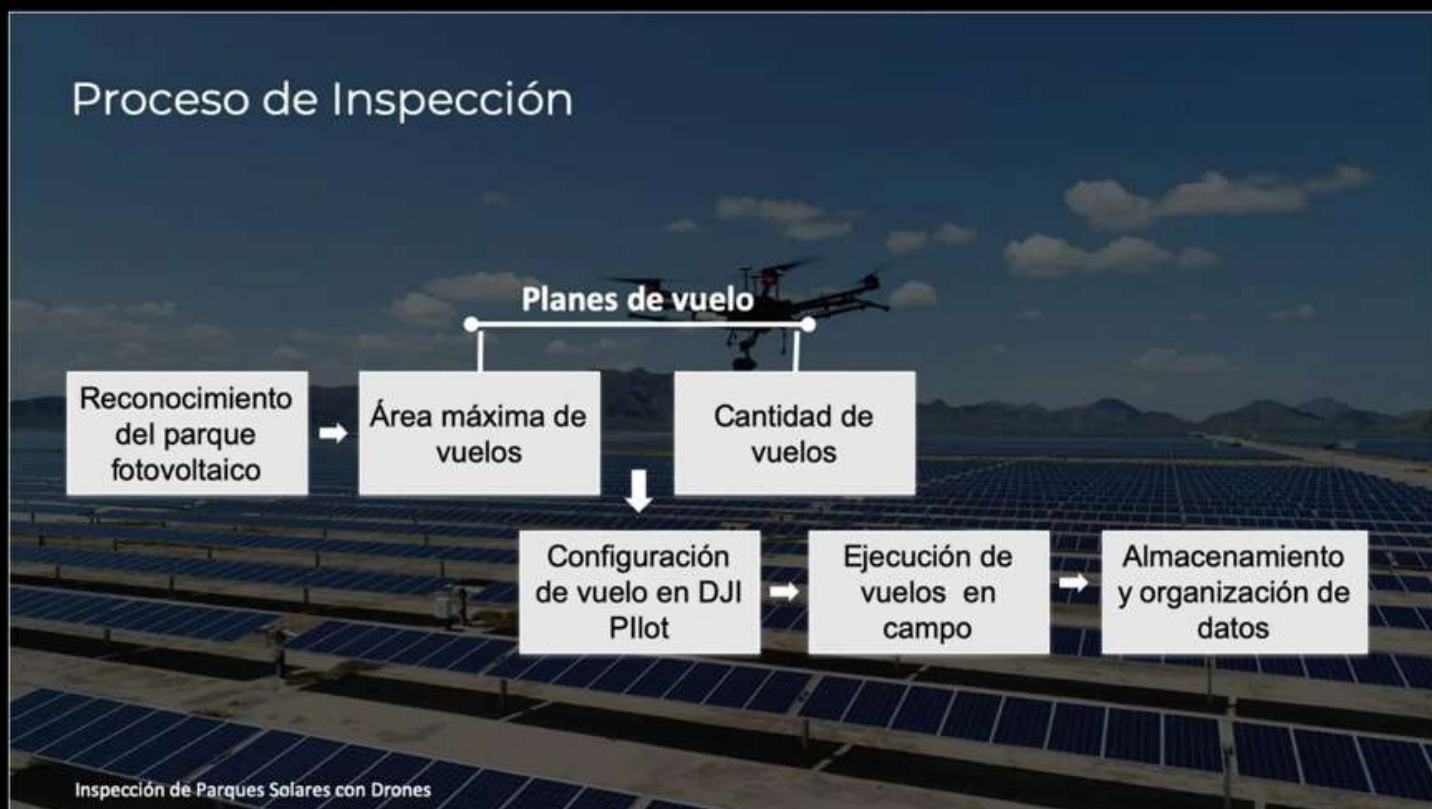 Proceso de Inspección
Planes de vuelo
Reconocimiento
del parque
fotovoltaico
Área máxima de
vuelos
Cantidad de
vuelos
Configuración
de vuelo en DJI
PIlot
Ejecución de
vuelos en
campo
Almacenamiento
y organización de
datos
Inspección de Parques Solares con Drones